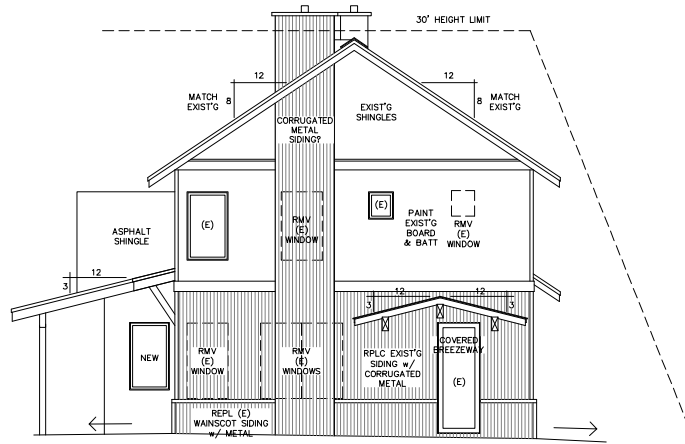 30' HEIGHT LIMIT
12
8
MATCH
EXIST'G
12
8
MATCH
EXIST'G
EXIST'G
SHINGLES
CORRUGATED
METAL
SIDING?
(E)
RMV
(E)
WINDOW
(E)
PAINT
EXIST'G
BOARD
& BATT
RMV
(E)
WINDOW
ASPHALT
SHINGLE
12
3
12
3
12
3
NEW
RMV
(E)
WINDOW
RMV
(E)
WINDOWS
RPLC EXIST'G
SIDING w/
CORRUGATED
METAL
COVERED
BREEZEWAY
(E)
REPL (E)
WAINSCOT SIDING
w/ METAL